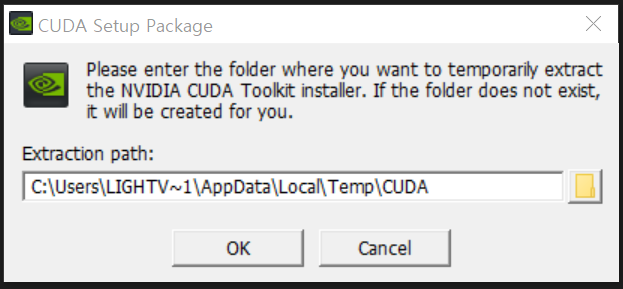 CUDA Setup Package
Please enter the folder where you want to temporarily extract
the NVIDIA CUDA Toolkit installer. If the folder does not exist,
it will be created for you.
Extraction path:
C:\Users\LIGHTV~1\AppData\Local\Temp\CUDA
OK Cancel